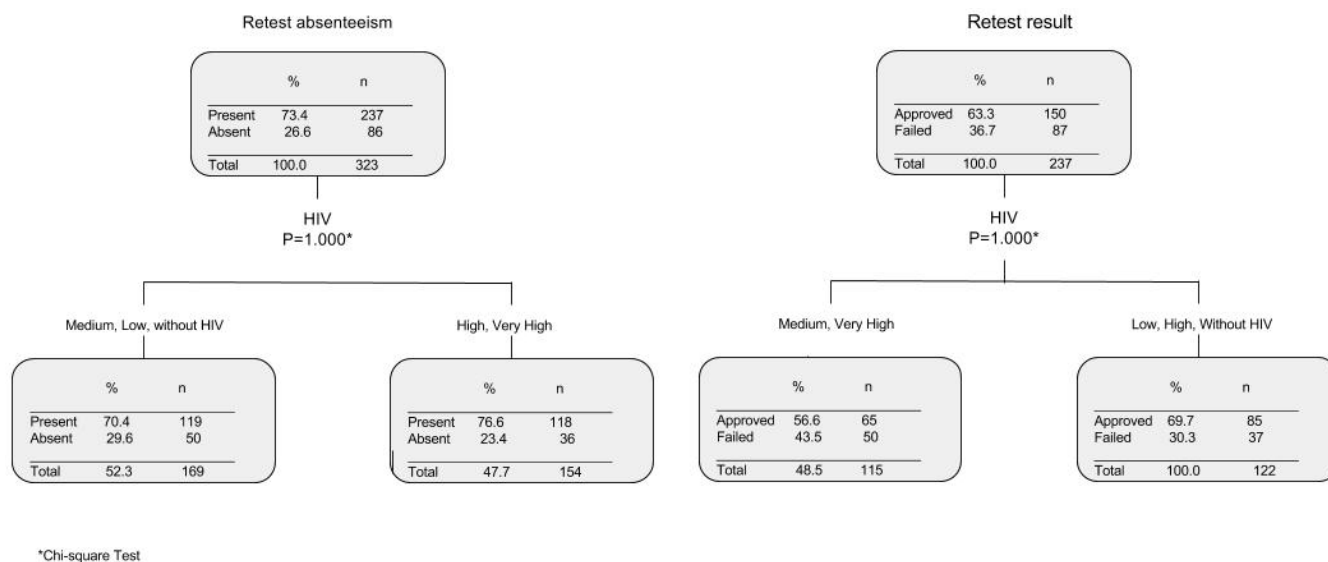 Retest absenteeism
% n
Present 73.4 237
Absent 26.6 86
Total 100.0 323
HIV
P=1.000*
Medium, Low, without HIV
% n
Present 70.4 119
Absent 29.6 50
Total 52.3 169
High, Very High
% n
Present 76.6 118
Absent 23.4 36
Total 47.7 154
Retest result
% n
Approved 63.3 150
Failed 36.7 87
Total 100.0 237
HIV
P=1.000*
Medium, Very High
% n
Approved 56.6 65
Failed 43.5 50
Total 48.5 115
Low, High, Without HIV
% n
Approved 69.7 85
Failed 30.3 37
Total 100.0 122
*Chi-square Test